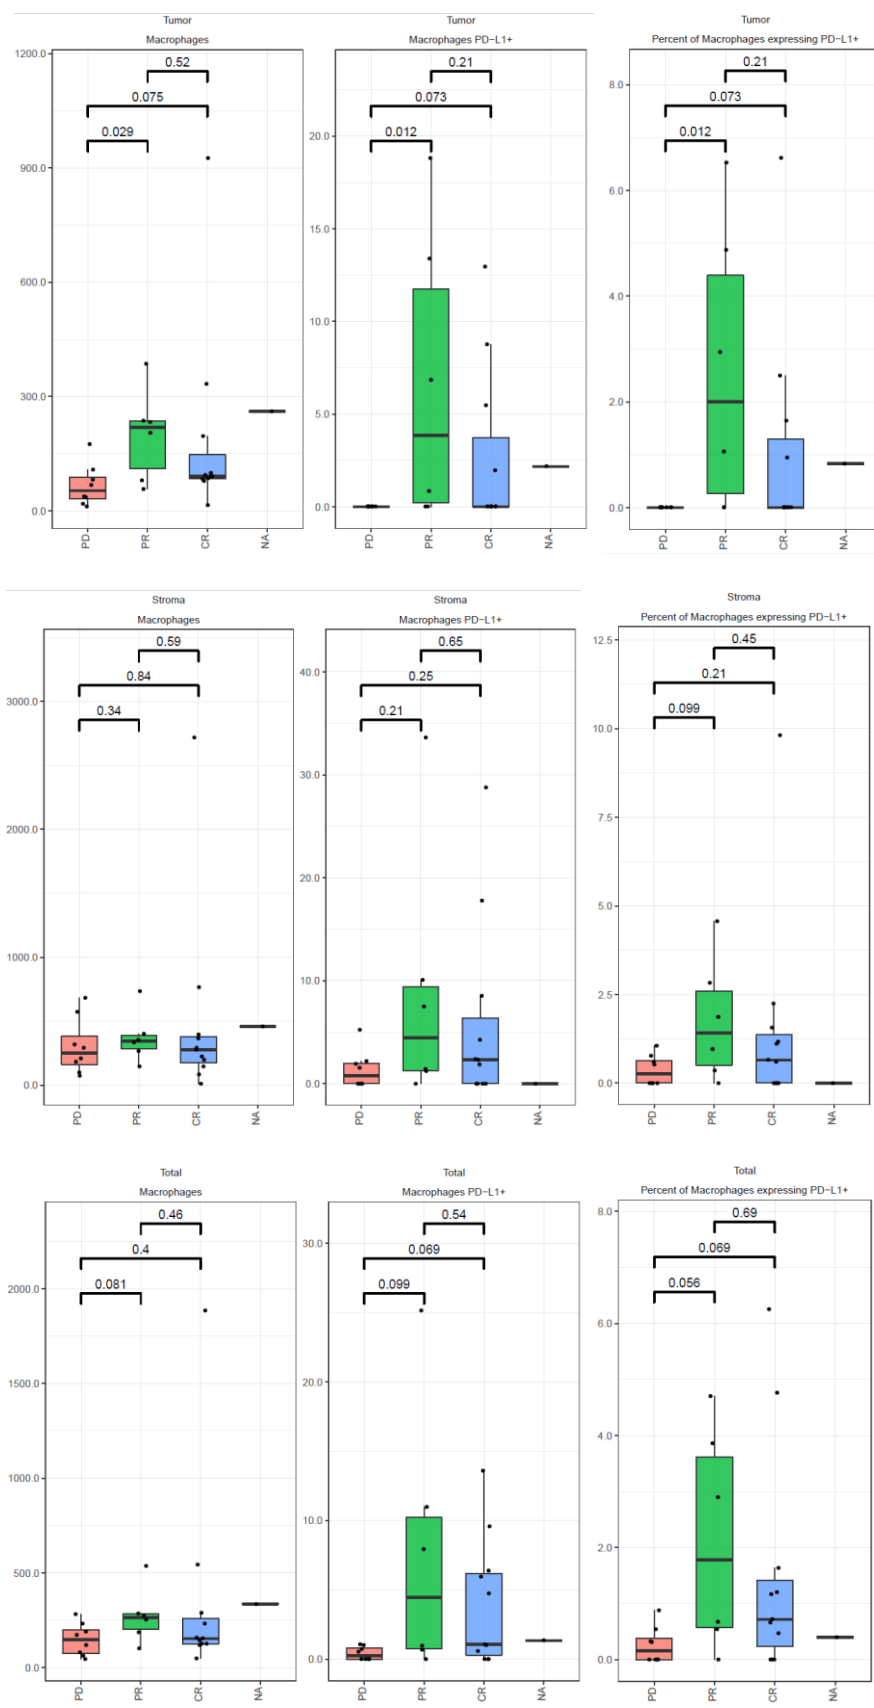 Tumor
Macrophages
1200.0
900.0
600.0
300.0
0.0
0.52
0.075
0.029
PD
PR
CR
NA
Tumor
Macrophages PD−L1+
20.0
15.0
10.0
5.0
0.0
0.21
0.073
0.012
PD
PR
CR
NA
Tumor
Percent of Macrophages expressing PD−L1+
8.0
6.0
4.0
2.0
0.0
0.21
0.073
0.012
PD
PR
CR
NA
Stroma
Macrophages
3000.0
2000.0
1000.0
0.0
0.59
0.84
0.34
PD
PR
CR
NA
Stroma
Macrophages PD−L1+
40.0
30.0
20.0
10.0
0.0
0.65
0.25
0.21
PD
PR
CR
NA
Stroma
Percent of Macrophages expressing PD−L1+
12.5
10.0
7.5
5.0
2.5
0.0
0.45
0.21
0.099
PD
PR
CR
NA
Total
Macrophages
2000.0
1500.0
1000.0
500.0
0.0
0.46
0.4
0.081
PD
PR
CR
NA
Total
Macrophages PD−L1+
30.0
20.0
10.0
0.0
0.54
0.069
0.099
PD
PR
CR
NA
Total
Percent of Macrophages expressing PD−L1+
8.0
6.0
4.0
2.0
0.0
0.69
0.069
0.056
PD
PR
CR
NA